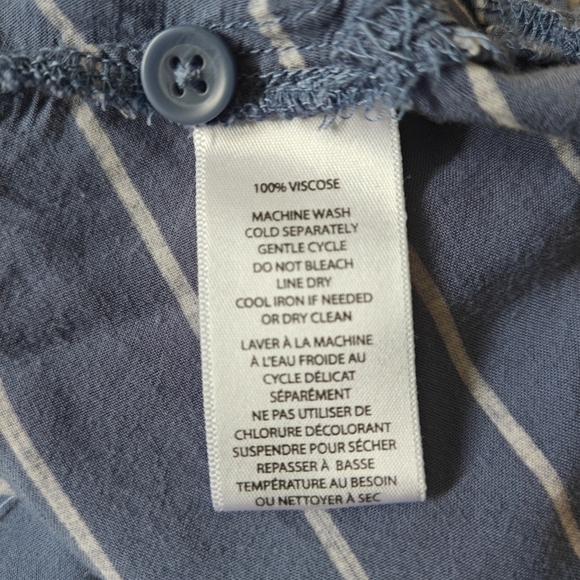 100% VISCOSE
MACHINE WASH
COLD SEPARATELY
GENTLE CYCLE
DO NOT BLEACH
LINE DRY
COOL IRON IF NEEDED
OR DRY CLEAN
LAVER À LA MACHINE
À L'EAU FROIDE AU
CYCLE DÉLICAT
SÉPARÉMENT
NE PAS UTILISER DE
CHLORURE DÉCOLORANT
SUSPENDRE POUR SÉCHER
REPASSER À BASSE
TEMPÉRATURE AU BESOIN
OU NETTOYER À SEC